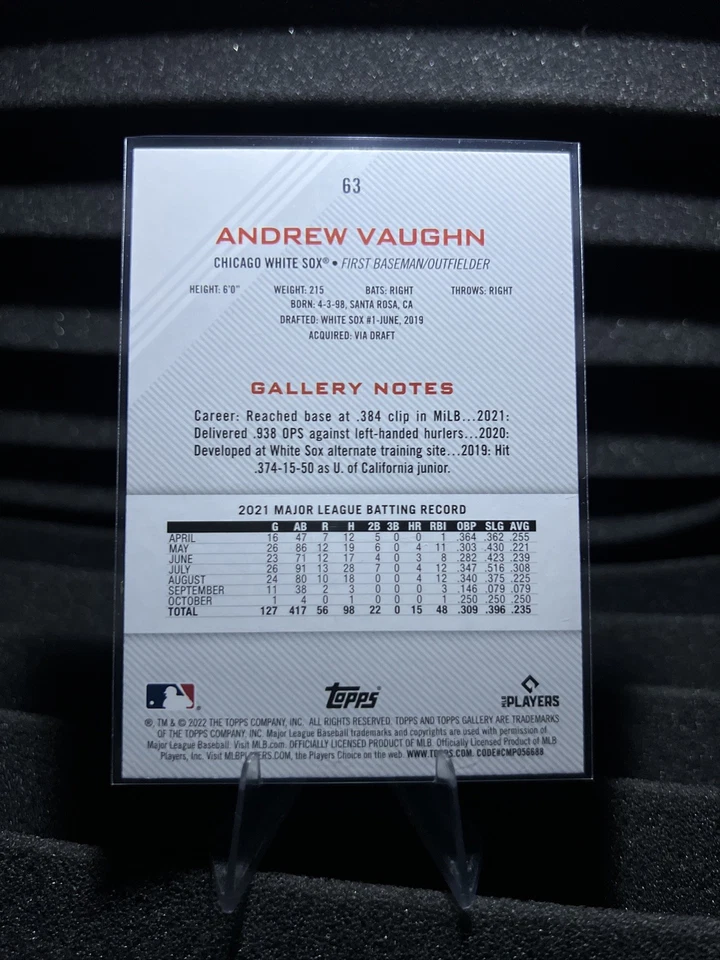 63
ANDREW VAUGHN
CHICAGO WHITE SOX® • FIRST BASEMAN/OUTFIELDER
HEIGHT: 6'0" WEIGHT: 215 BATS: RIGHT THROWS: RIGHT
BORN: 4-3-98, SANTA ROSA, CA
DRAFTED: WHITE SOX #1-JUNE, 2019
ACQUIRED: VIA DRAFT
GALLERY NOTES
Career: Reached base at .384 clip in MiLB...2021:
Delivered .938 OPS against left-handed hurlers...2020:
Developed at White Sox alternate training site...2019: Hit
.374-15-50 as U. of California junior.
2021 MAJOR LEAGUE BATTING RECORD
G AB R H 2B 3B HR RBI OBP SLG AVG
APRIL 16 47 7 12 5 0 0 1 .364 .362 .255
MAY 26 86 12 19 6 0 4 11 .303 .430 .221
JUNE 23 71 12 17 4 0 3 8 .282 .423 .239
JULY 26 91 13 28 7 0 4 12 .347 .516 .308
AUGUST 24 80 10 18 0 0 4 12 .340 .375 .225
SEPTEMBER 11 38 2 3 0 0 0 3 .146 .079 .079
OCTOBER 1 4 0 1 0 0 0 1 .250 .250 .250
TOTAL 127 417 56 98 22 0 15 48 .309 .396 .235
Topps
MLB PLAYERS
®, TM & © 2022 THE TOPPS COMPANY, INC. ALL RIGHTS RESERVED. TOPPS AND TOPPS GALLERY ARE TRADEMARKS
OF THE TOPPS COMPANY, INC. Major League Baseball trademarks and copyrights are used with permission of
Major League Baseball. Visit MLB.com. OFFICIALLY LICENSED PRODUCT OF MLB. Officially Licensed Product of MLB
Players, Inc. Visit MLBPLAYERS.COM, the Players Choice on the web. WWW.TOPPS.COM. CODE#CMP056688